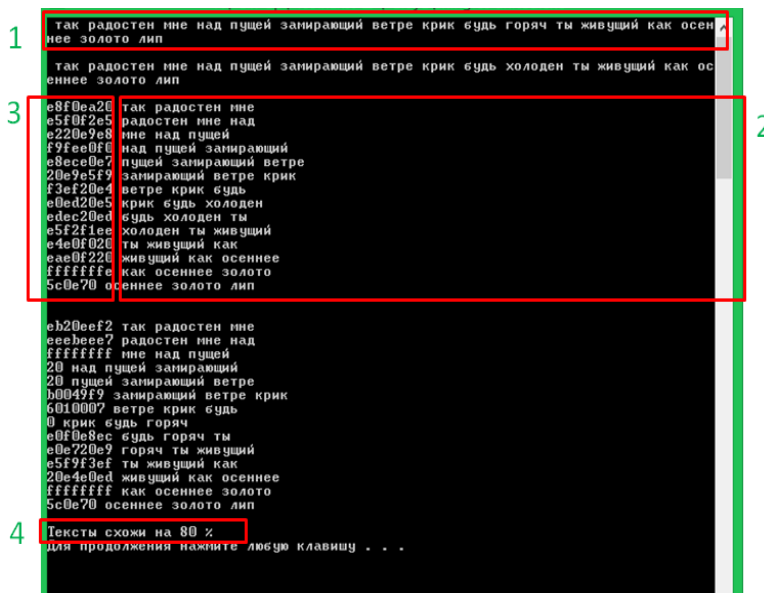 1
так радостен мне над пущей замирающий ветре крик будь горяч ты живущий как осен
нее золото лип
так радостен мне над пущей замирающий ветре крик будь холоден ты живущий как ос
еннее золото лип
3
2
e8f0ea20 так радостен мне
e5f0f2e5 радостен мне над
e220e9e8 мне над пущей
f9fee0f0 над пущей замирающий
e8ece0e7 пущей замирающий ветре
20e9e5f9 замирающий ветре крик
f3ef20e4 ветре крик будь
e0ed20e5 крик будь холоден
edec20ed будь холоден ты
e5f2f1ee холоден ты живущий
e4e0f020 ты живущий как
eae0f220 живущий как осеннее
fffffffe как осеннее золото
5c0e70 осеннее золото лип
eb20eef2 так радостен мне
eeebeee7 радостен мне над
ffffffff мне над пущей
20 над пущей замирающий
20 пущей замирающий ветре
b0049f9 замирающий ветре крик
6010007 ветре крик будь
0 крик будь горяч
e0f0e8ec будь горяч ты
e0e720e9 горяч ты живущий
e5f9f3ef ты живущий как
20e4e0ed живущий как осеннее
ffffffff как осеннее золото
5c0e70 осеннее золото лип
4
Тексты схожи на 80 %
Для продолжения нажмите любую клавишу . . .